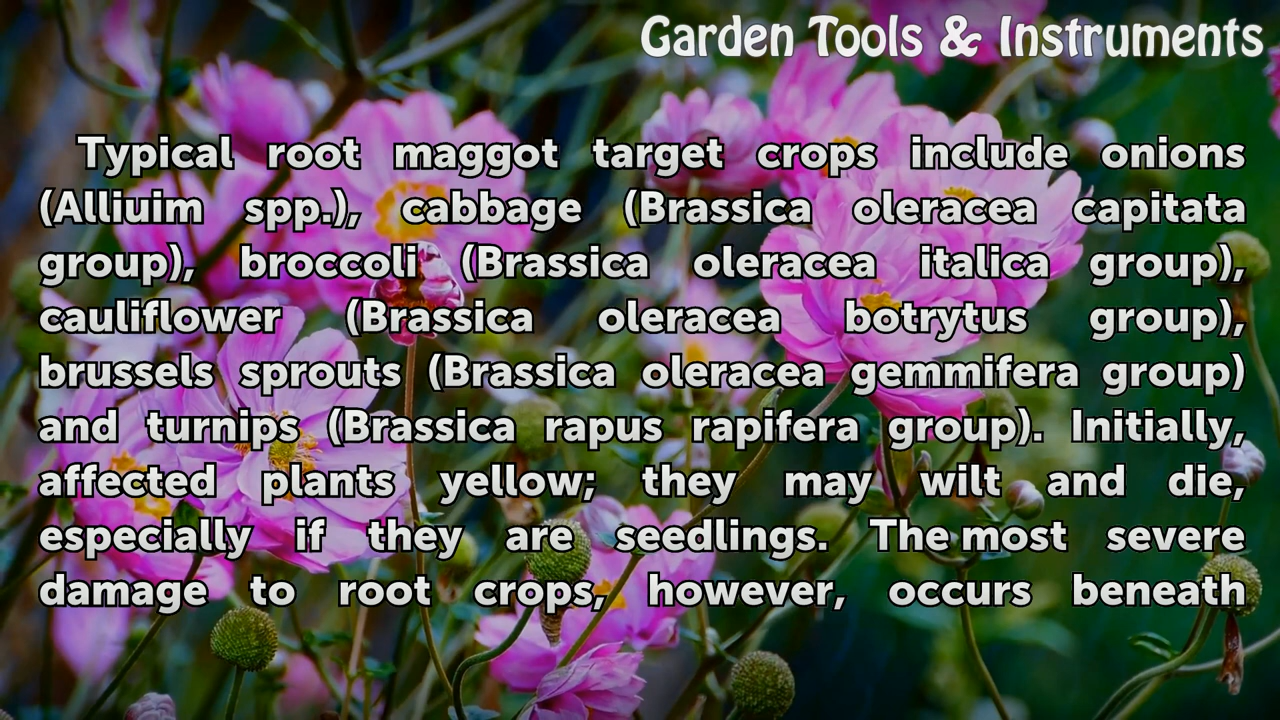 Garden Tools & Instruments
Typical root maggot target crops include onions
(Alliuim spp.), cabbage (Brassica oleracea capitata
group), broccoli (Brassica oleracea italica group),
cauliflower (Brassica oleracea botrytus group),
brussels sprouts (Brassica oleracea gemmifera group)
and turnips (Brassica rapus rapifera group). Initially,
affected plants yellow; they may wilt and die,
especially if they are seedlings. The most severe
damage to root crops, however, occurs beneath